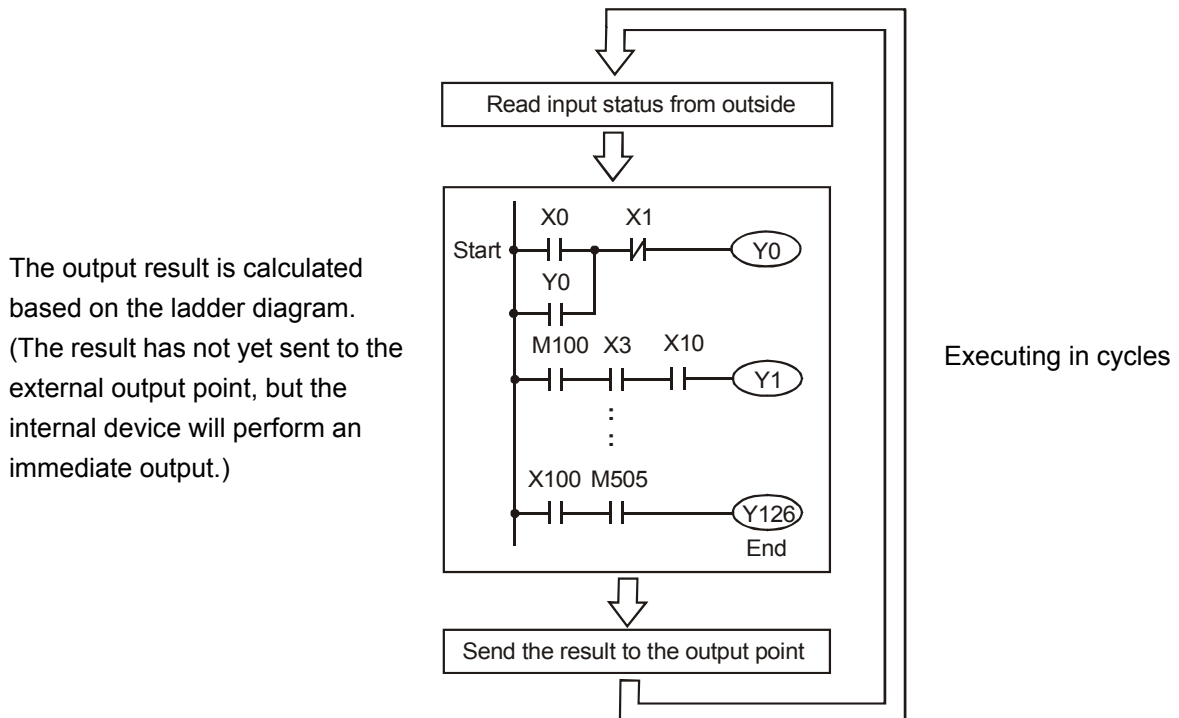 Read input status from outside
X0 X1
Start Y0
Y0
M100 X3 X10
Y1
:
:
X100 M505
Y126
End
Send the result to the output point
The output result is calculated
based on the ladder diagram.
(The result has not yet sent to the
external output point, but the
internal device will perform an
immediate output.)
Executing in cycles